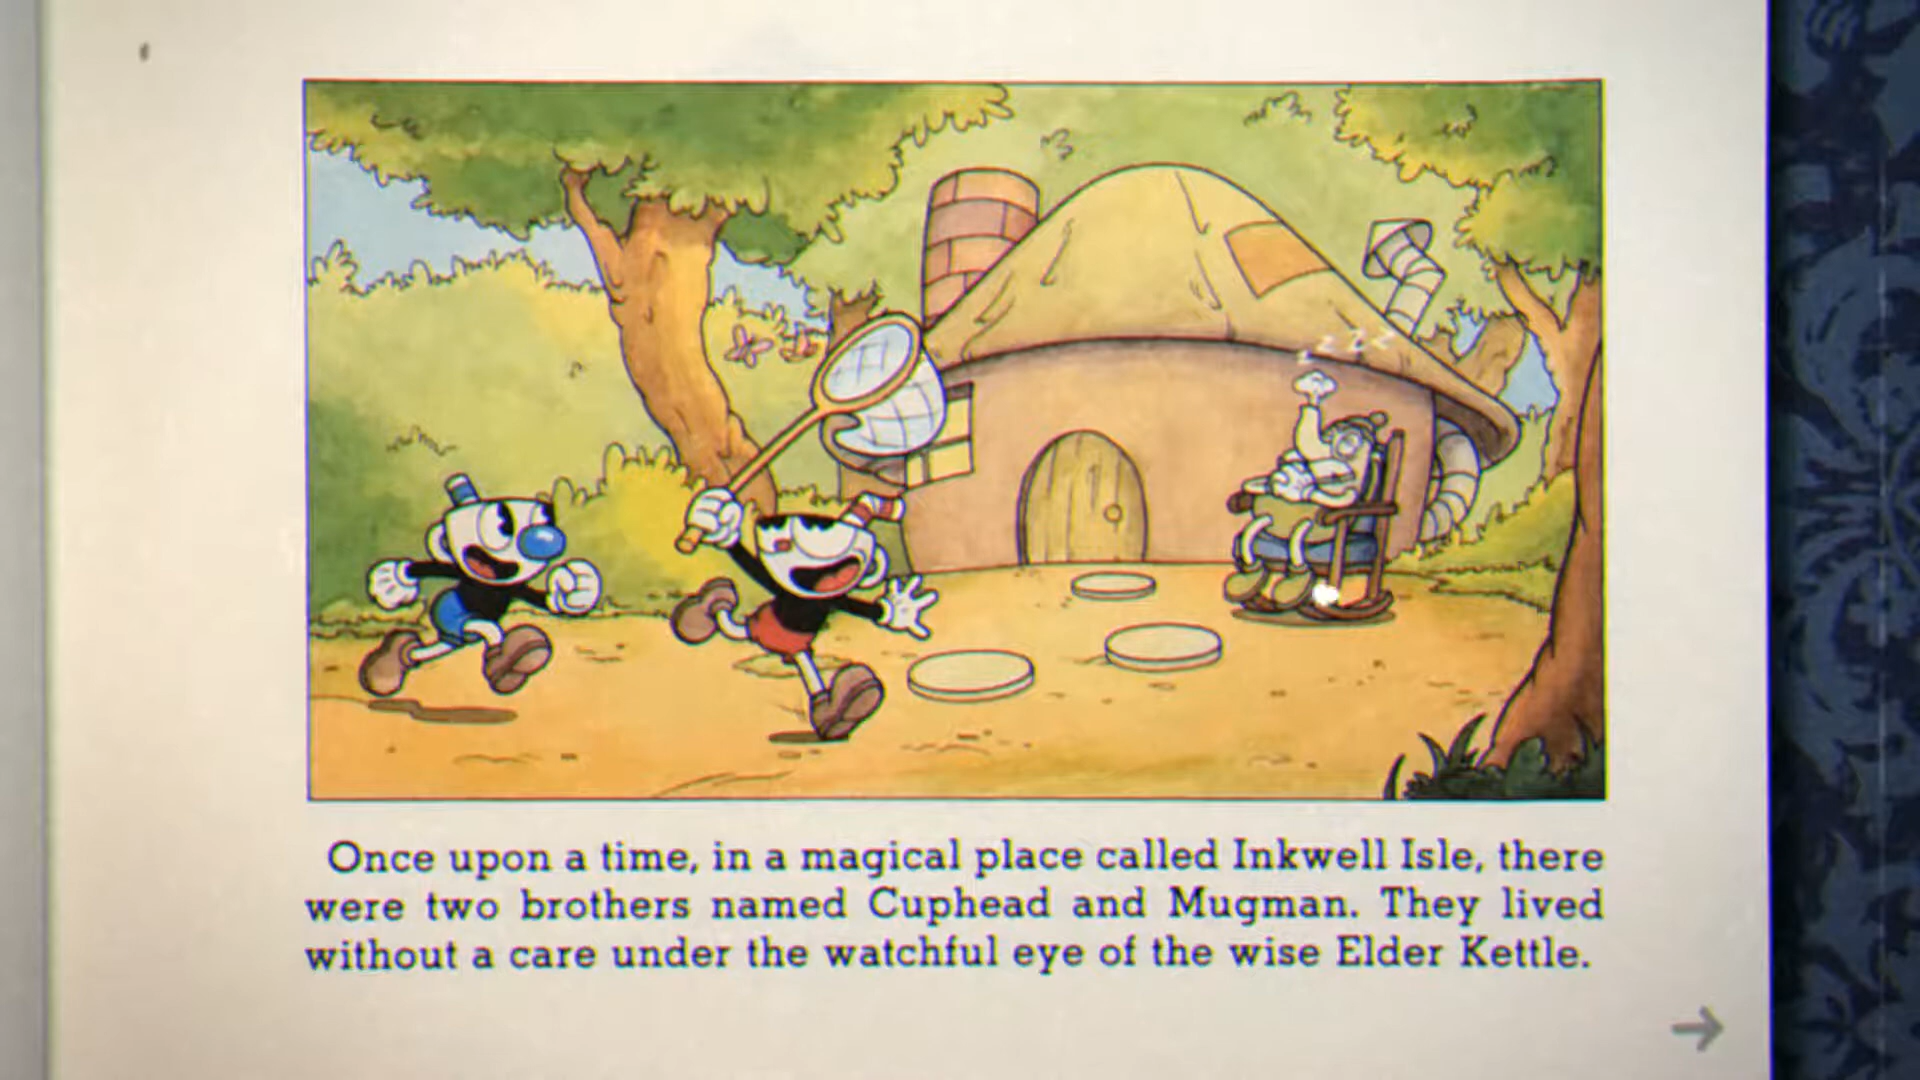 z z z z
Once upon a time, in a magical place called Inkwell Isle, there
were two brothers named Cuphead and Mugman. They lived
without a care under the watchful eye of the wise Elder Kettle.